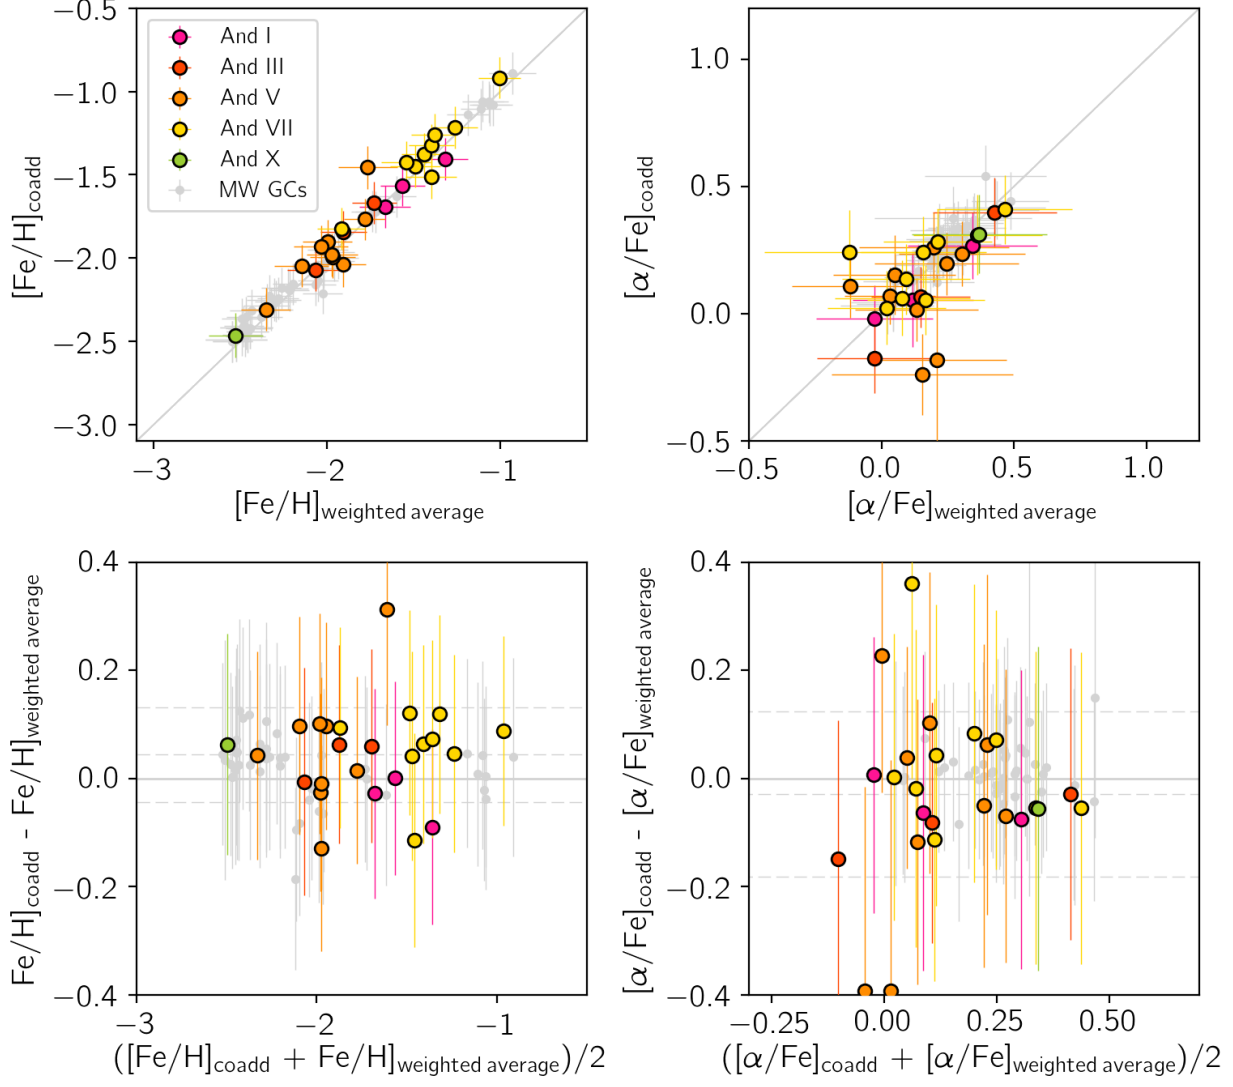 −0.5
−1.0
−1.5
−2.0
−2.5
−3.0
[Fe/H]coadd
And I
And III
And V
And VII
And X
MW GCs
−3
−2
−1
[Fe/H]weighted average
1.0
0.5
0.0
−0.5
[α/Fe]coadd
−0.5
0.0
0.5
1.0
[α/Fe]weighted average
0.4
0.2
0.0
−0.2
−0.4
Fe/H]coadd - Fe/H]weighted average
−3
−2
−1
([Fe/H]coadd + Fe/H]weighted average)/2
0.4
0.2
0.0
−0.2
−0.4
[α/Fe]coadd - [α/Fe]weighted average
−0.25
0.00
0.25
0.50
([α/Fe]coadd + [α/Fe]weighted average)/2